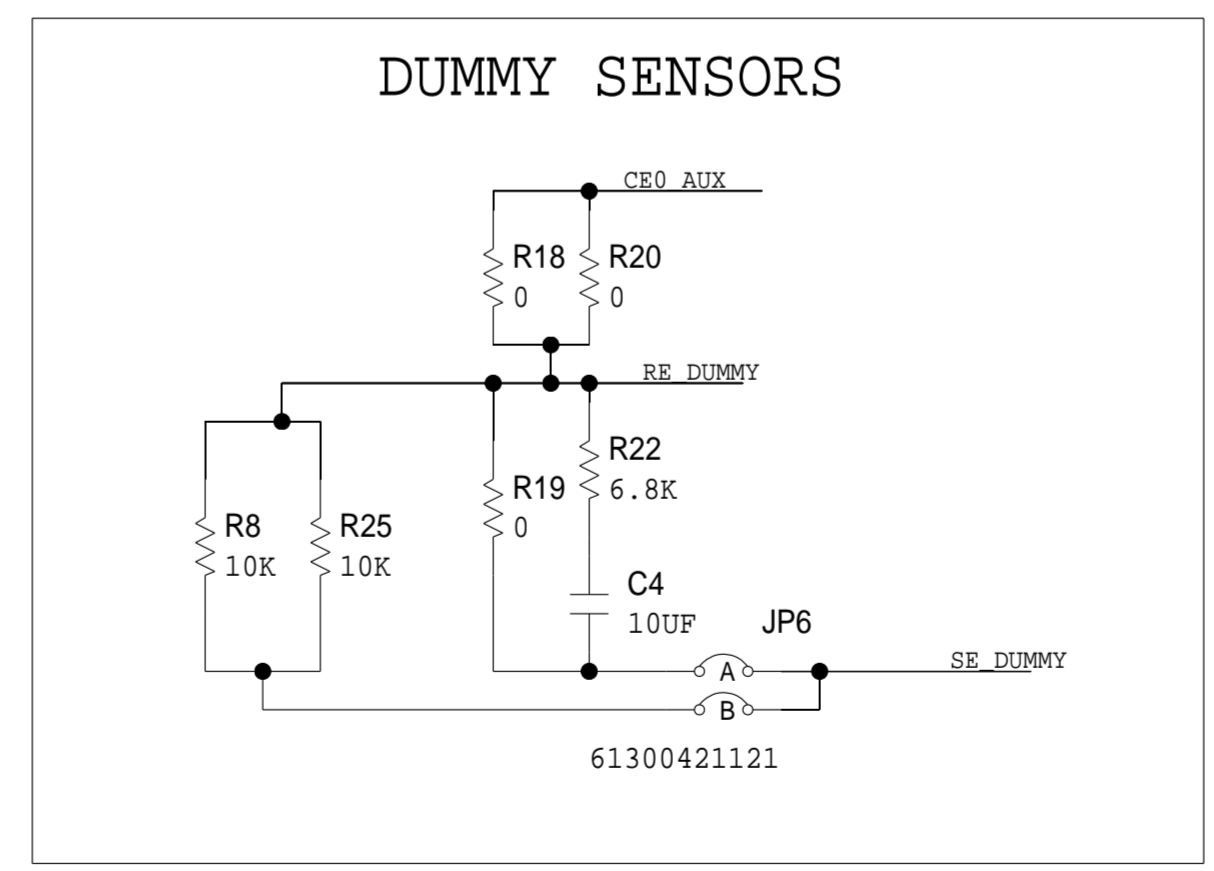 DUMMY SENSORS
CE0_AUX
R18
0
R20
0
RE_DUMMY
R22
6.8K
R19
0
R8
10K
R25
10K
C4
10UF
JP6
A
SE_DUMMY
B
61300421121